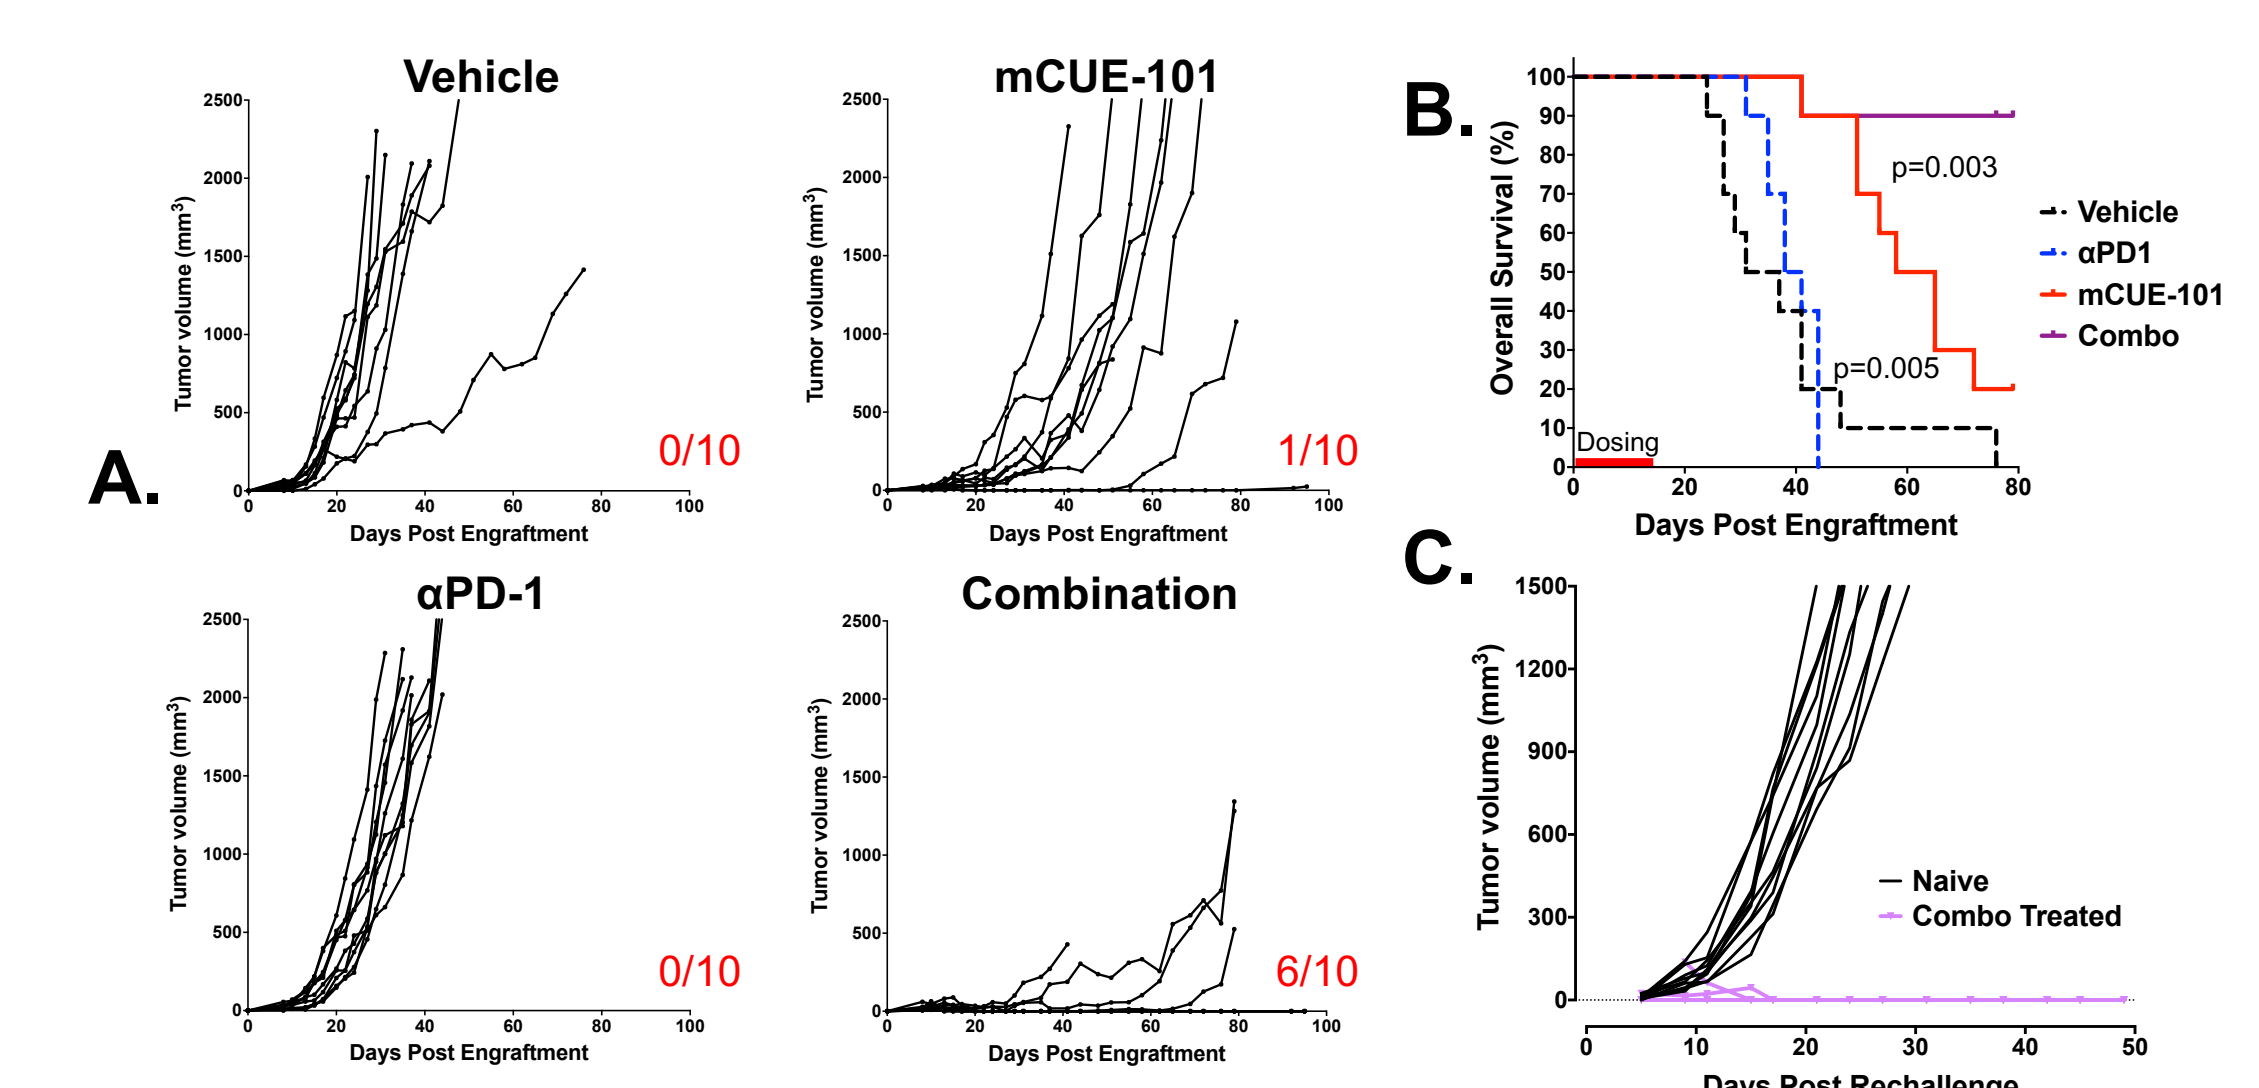 A.
Vehicle
Tumor volume (mm3)
2500
2000
1500
1000
500
0
0 20 40 60 80 100
Days Post Engraftment
0/10
mCUE-101
Tumor volume (mm3)
2500
2000
1500
1000
500
0
0 20 40 60 80 100
Days Post Engraftment
1/10
αPD-1
Tumor volume (mm3)
2500
2000
1500
1000
500
0
0 20 40 60 80 100
Days Post Engraftment
0/10
Combination
Tumor volume (mm3)
2500
2000
1500
1000
500
0
0 20 40 60 80 100
Days Post Engraftment
6/10
B.
Overall Survival (%)
100
90
80
70
60
50
40
30
20
10
0
p=0.003
p=0.005
Dosing
0 20 40 60 80
Days Post Engraftment
Vehicle
αPD1
mCUE-101
Combo
C.
Tumor volume (mm3)
1500
1200
900
600
300
0
Naive
Combo Treated
0 10 20 30 40 50
Days Post Rechallenge